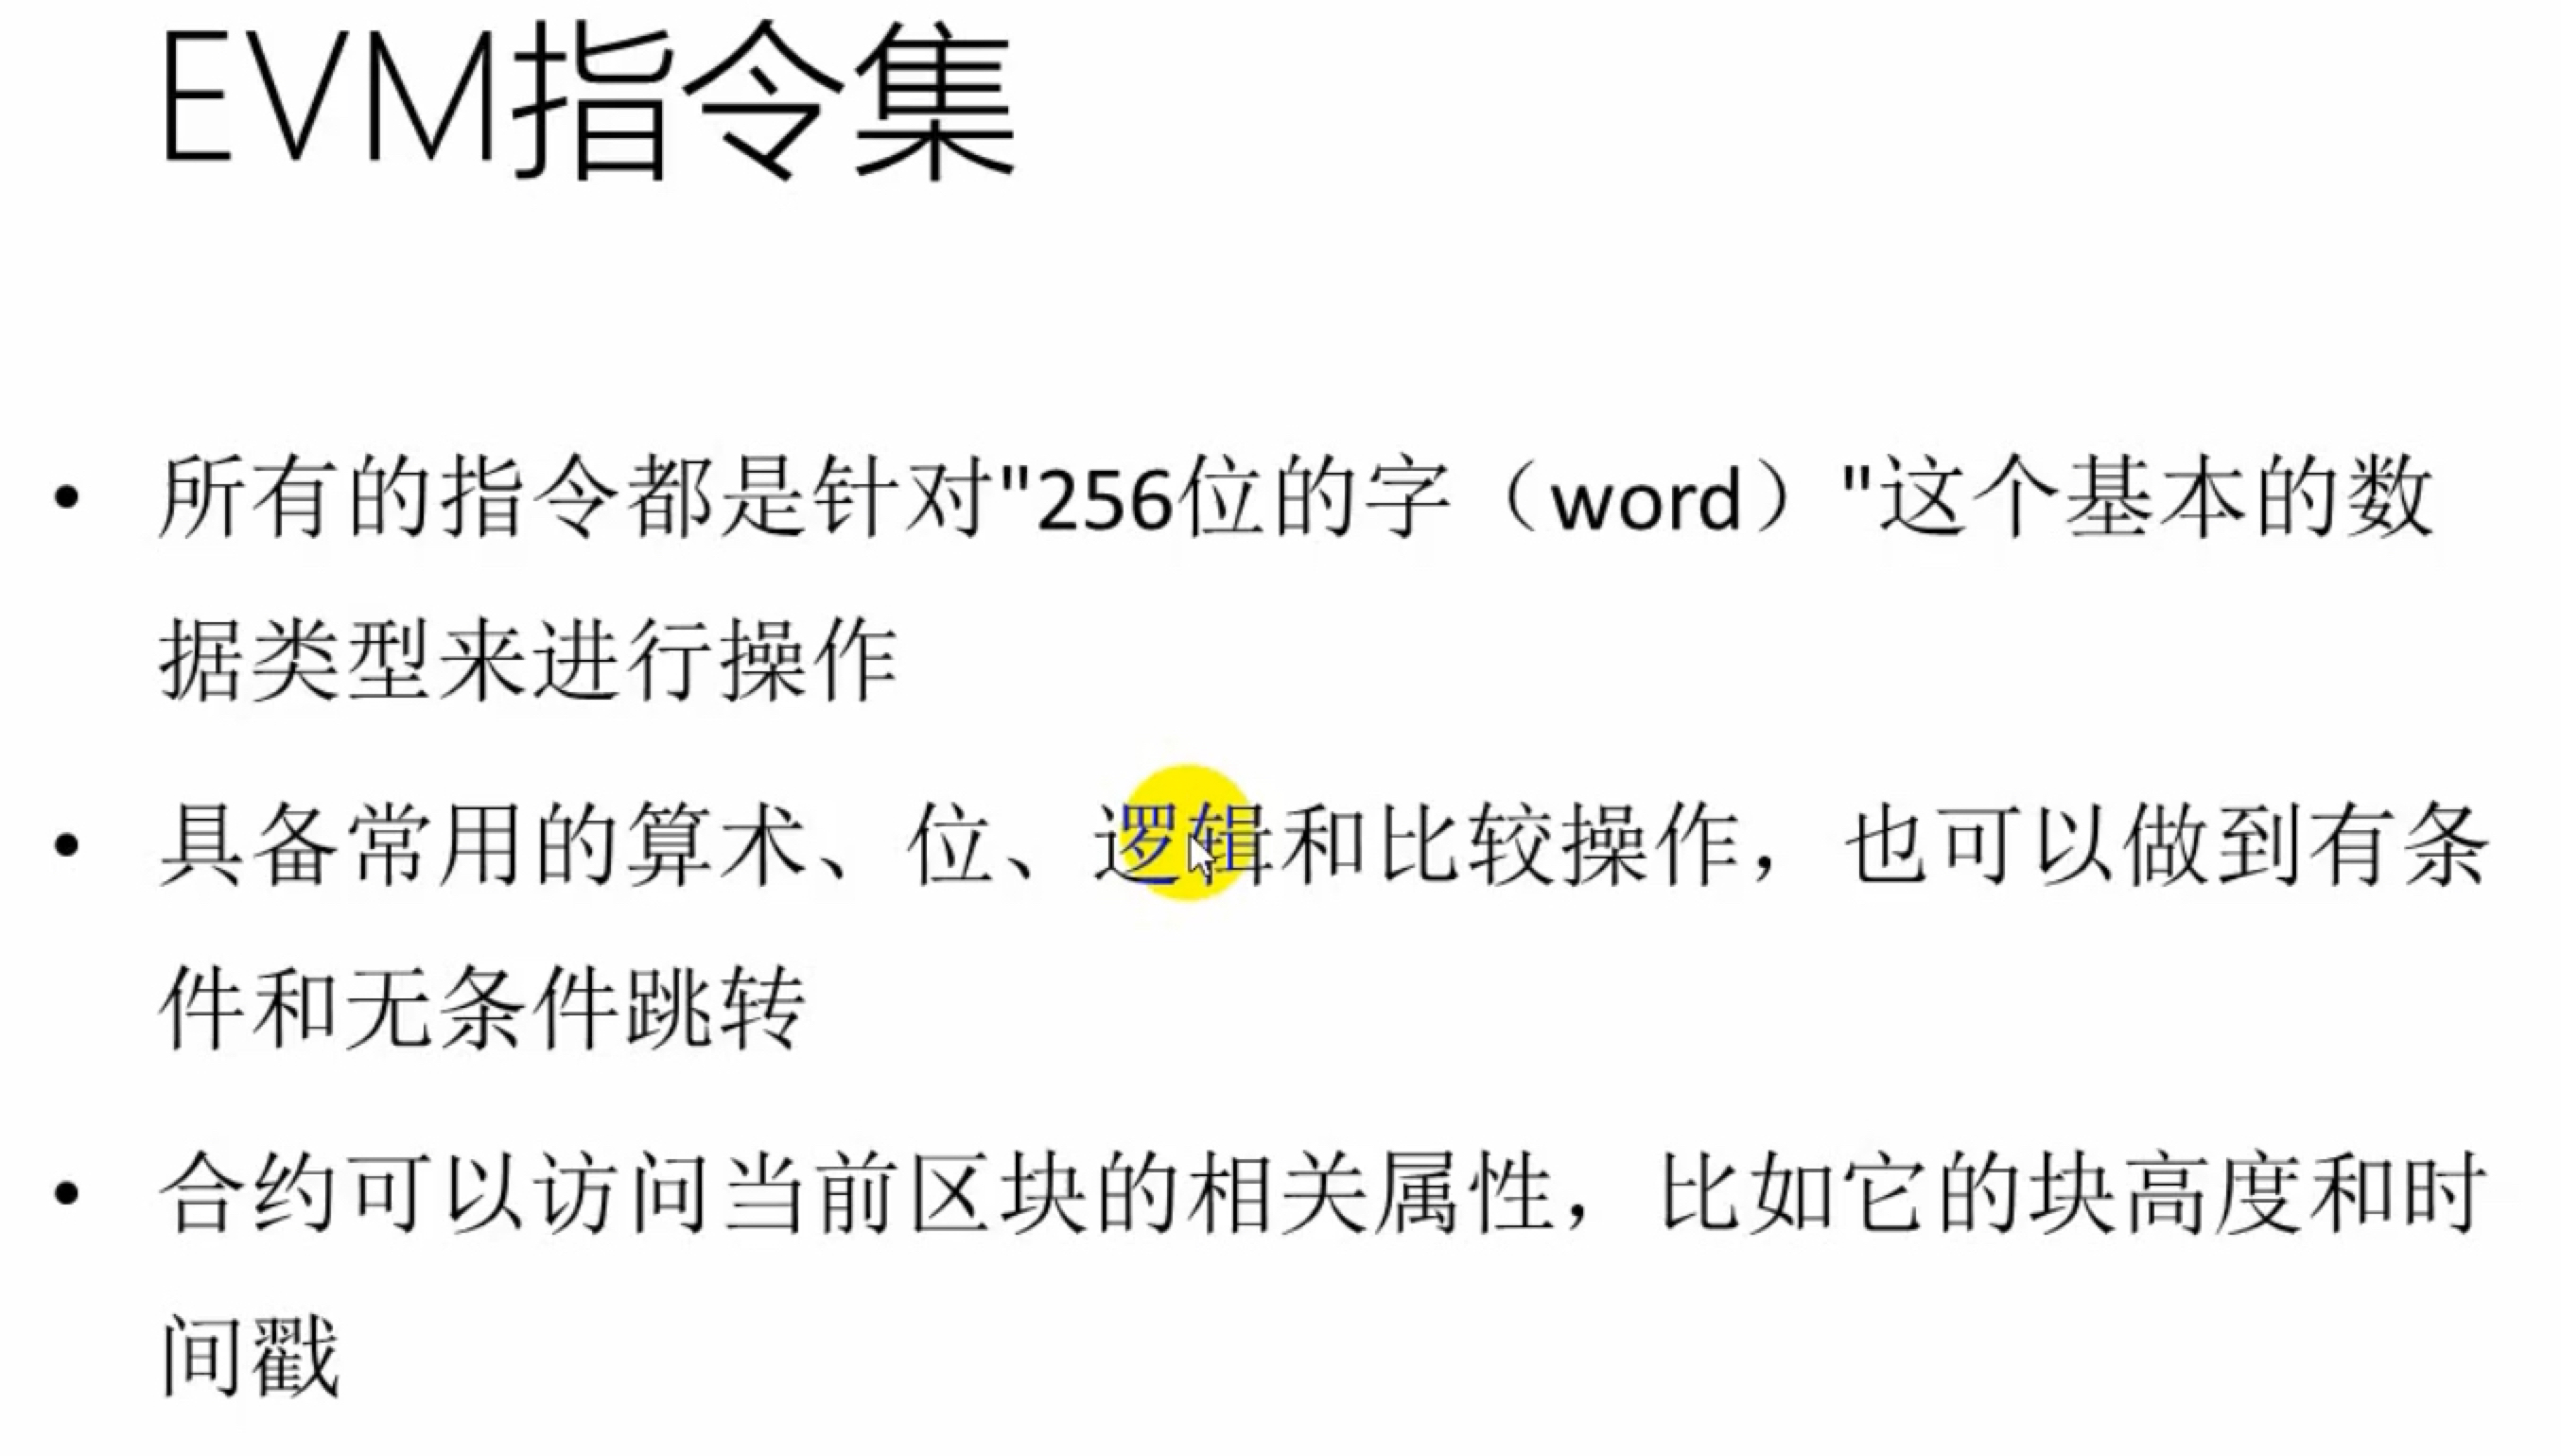 EVM指令集
• 所有的指令都是针对"256位的字（word）"这个基本的数
据类型来进行操作
• 具备常用的算术、位、逻辑和比较操作，也可以做到有条
件和无条件跳转
• 合约可以访问当前区块的相关属性，比如它的块高度和时
间戳